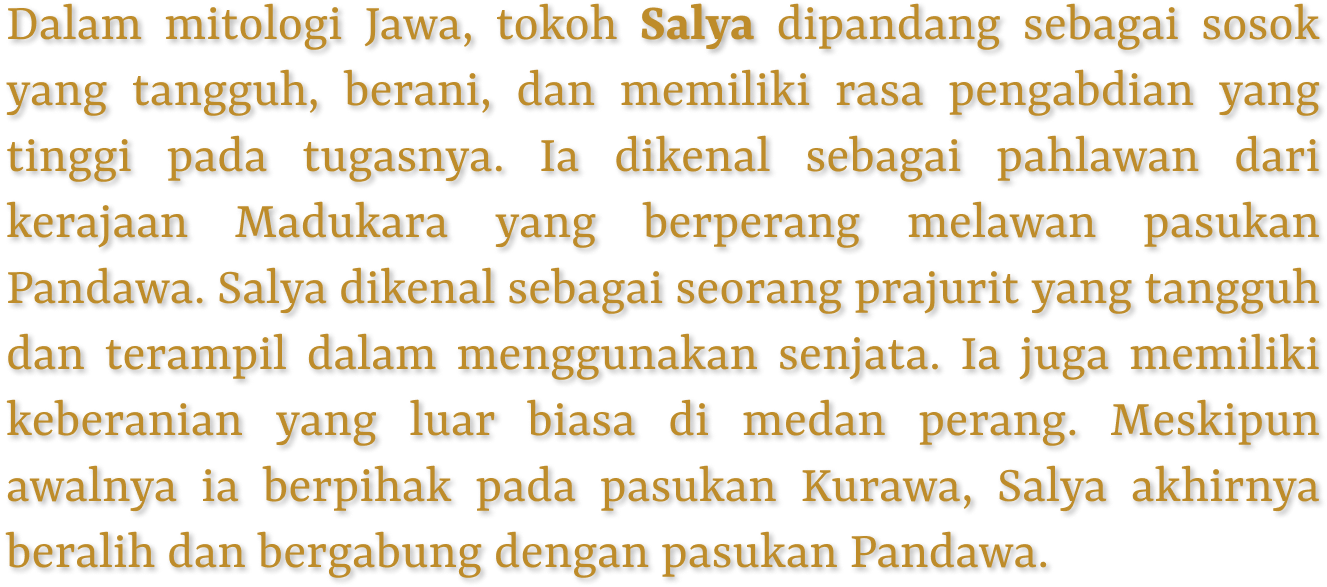 Dalam mitologi Jawa, tokoh Salya dipandang sebagai sosok
yang tangguh, berani, dan memiliki rasa pengabdian yang
tinggi pada tugasnya. Ia dikenal sebagai pahlawan dari
kerajaan Madukara yang berperang melawan pasukan
Pandawa. Salya dikenal sebagai seorang prajurit yang tangguh
dan terampil dalam menggunakan senjata. Ia juga memiliki
keberanian yang luar biasa di medan perang. Meskipun
awalnya ia berpihak pada pasukan Kurawa, Salya akhirnya
beralih dan bergabung dengan pasukan Pandawa.